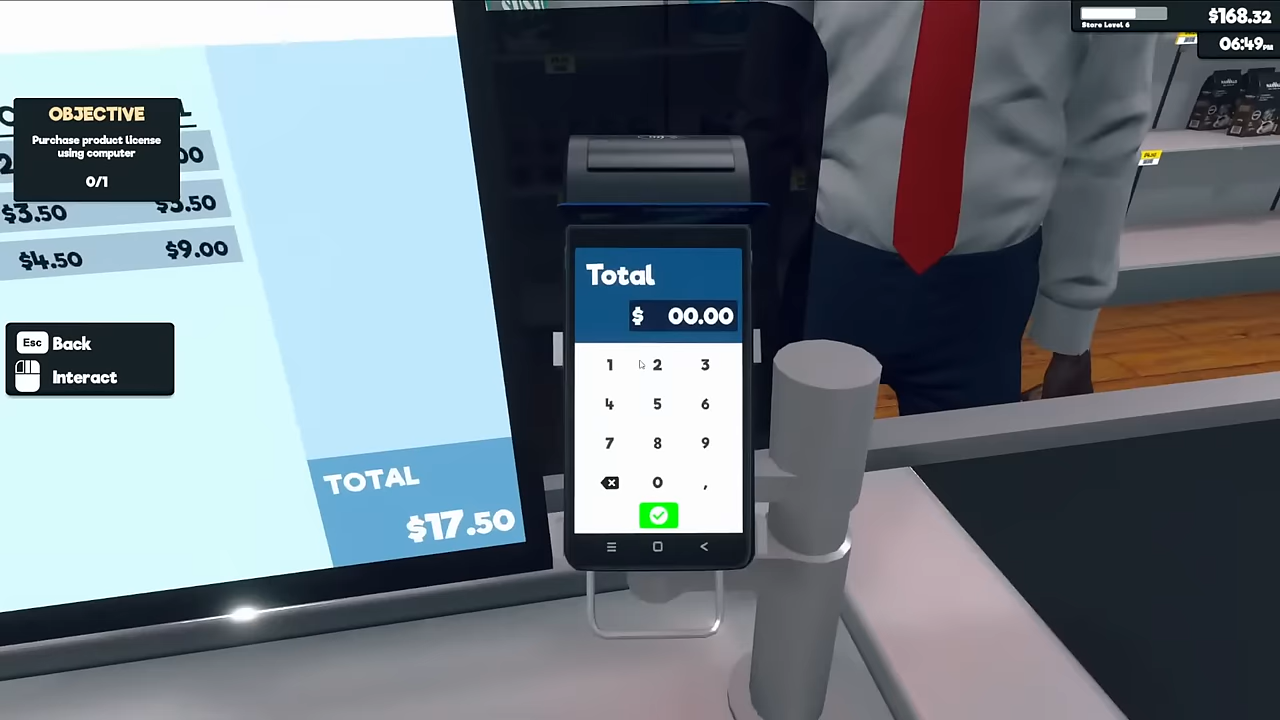 $168.32
Store Level 6
06:49PM
OBJECTIVE
Purchase product license
using computer
0/1
$3.50
$3.50
$4.50 $9.00
Esc Back
Interact
TOTAL
$17.50
Total
$ 00.00
1 2 3
4 5 6
7 8 9
0 ,